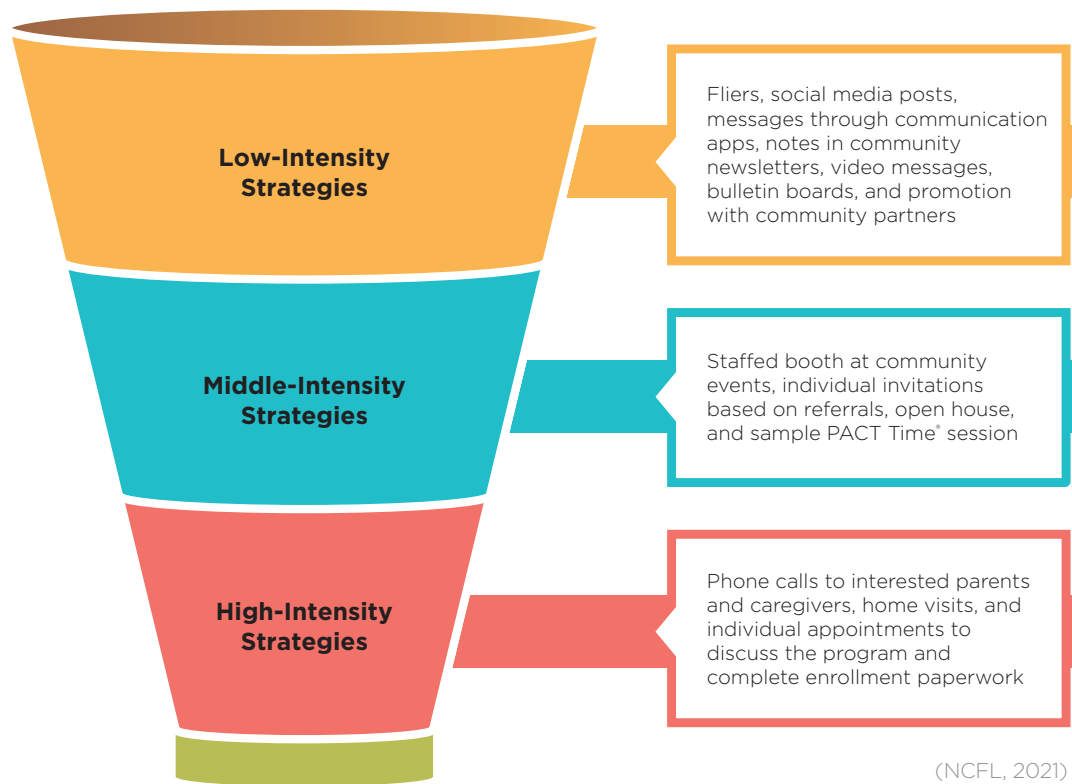 Low-Intensity
Strategies
Fliers, social media posts,
messages through communication
apps, notes in community
newsletters, video messages,
bulletin boards, and promotion
with community partners
Middle-Intensity
Strategies
Staffed booth at community
events, individual invitations
based on referrals, open house,
and sample PACT Time® session
High-Intensity
Strategies
Phone calls to interested parents
and caregivers, home visits, and
individual appointments to
discuss the program and
complete enrollment paperwork
(NCFL, 2021)